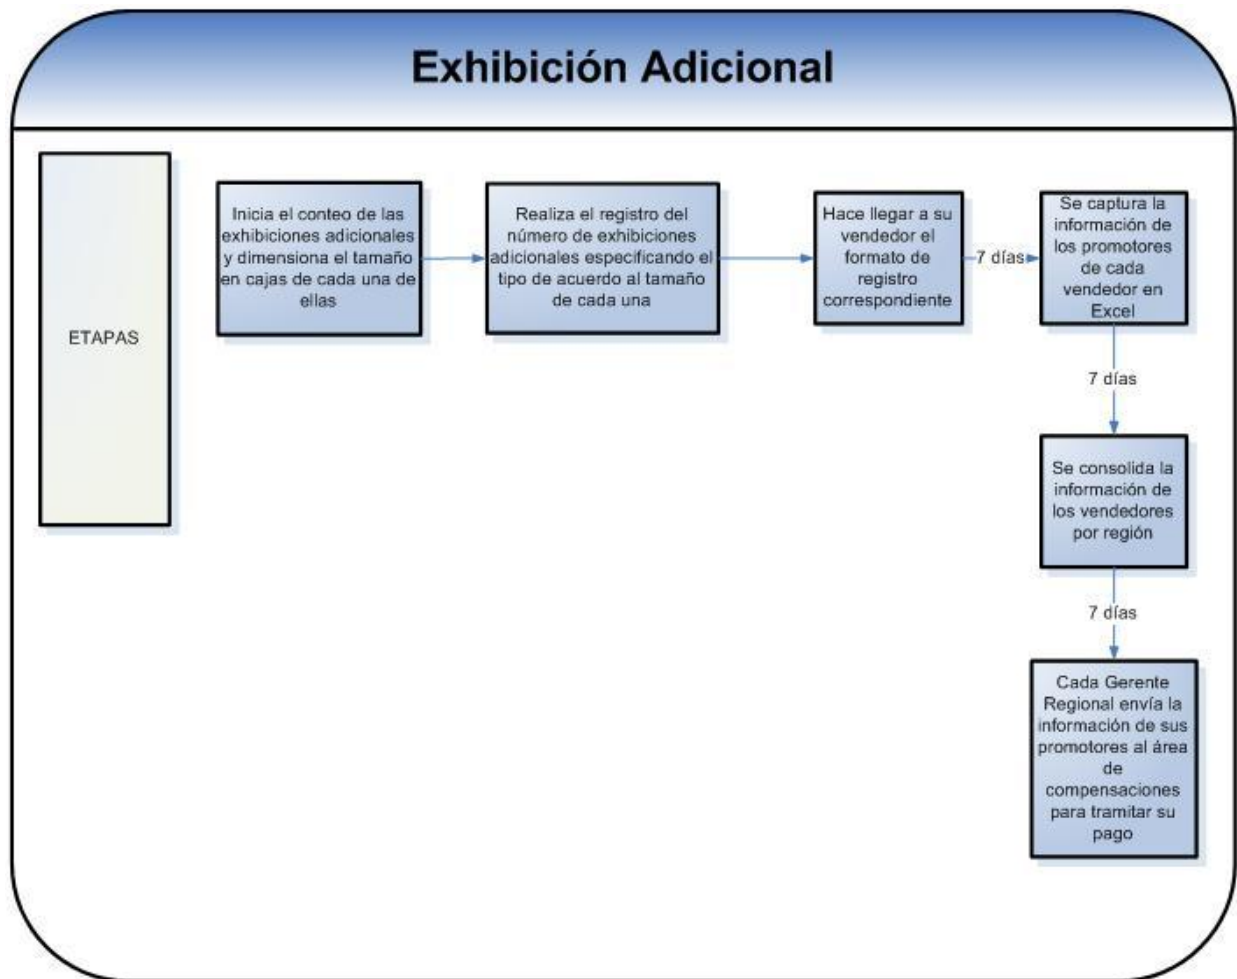 Exhibición Adicional
ETAPAS
Inicia el conteo de las
exhibiciones adicionales
y dimensiona el tamaño
en cajas de cada una de
ellas
Realiza el registro del
número de exhibiciones
adicionales especificando el
tipo de acuerdo al tamaño
de cada una
Hace llegar a su
vendedor el
formato de
registro
correspondiente
7 días
Se captura la
información de
los promotores
de cada
vendedor en
Excel
7 días
Se consolida la
información de
los vendedores
por región
7 días
Cada Gerente
Regional envía la
información de sus
promotores al área
de
compensaciones
para tramitar su
pago